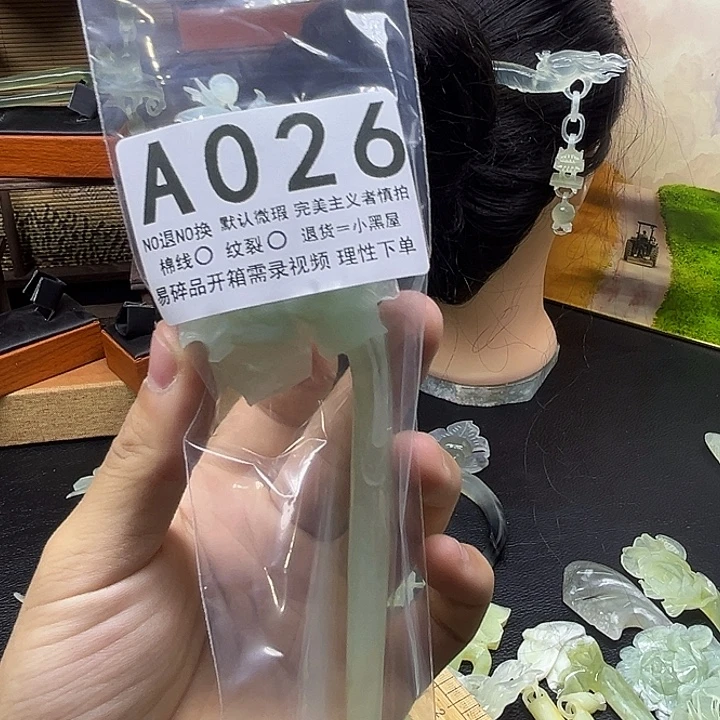 A026
NO退NO换 默认微瑕 完美主义者慎拍
棉线〇 纹裂〇 退货=小黑屋
易碎品开箱需录视频 理性下单